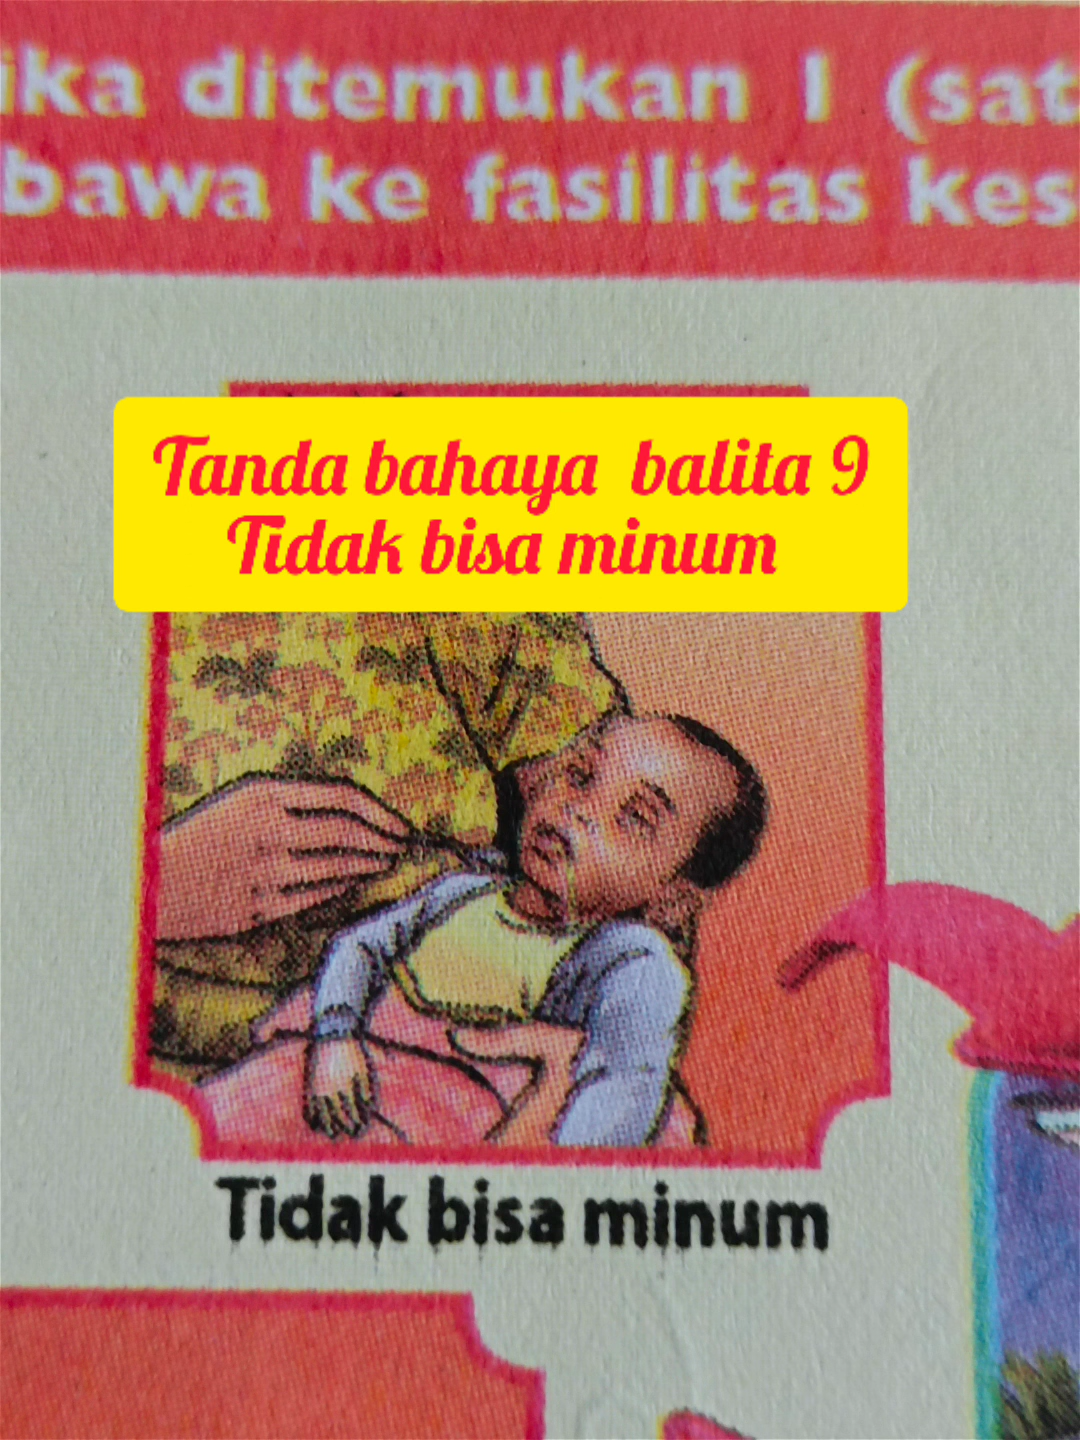 ika ditemukan 1 (sat
bawa ke fasilitas kes
Tanda bahaya balita 9
Tidak bisa minum
Tidak bisa minum